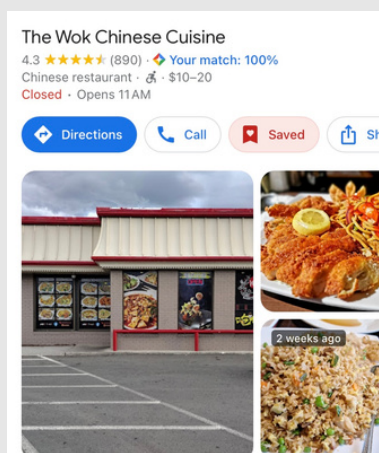 The Wok Chinese Cuisine
4.3 (890) · Your match: 100%
Chinese restaurant · · $10–20
Closed · Opens 11 AM
Directions Call Saved Sh
2 weeks ago